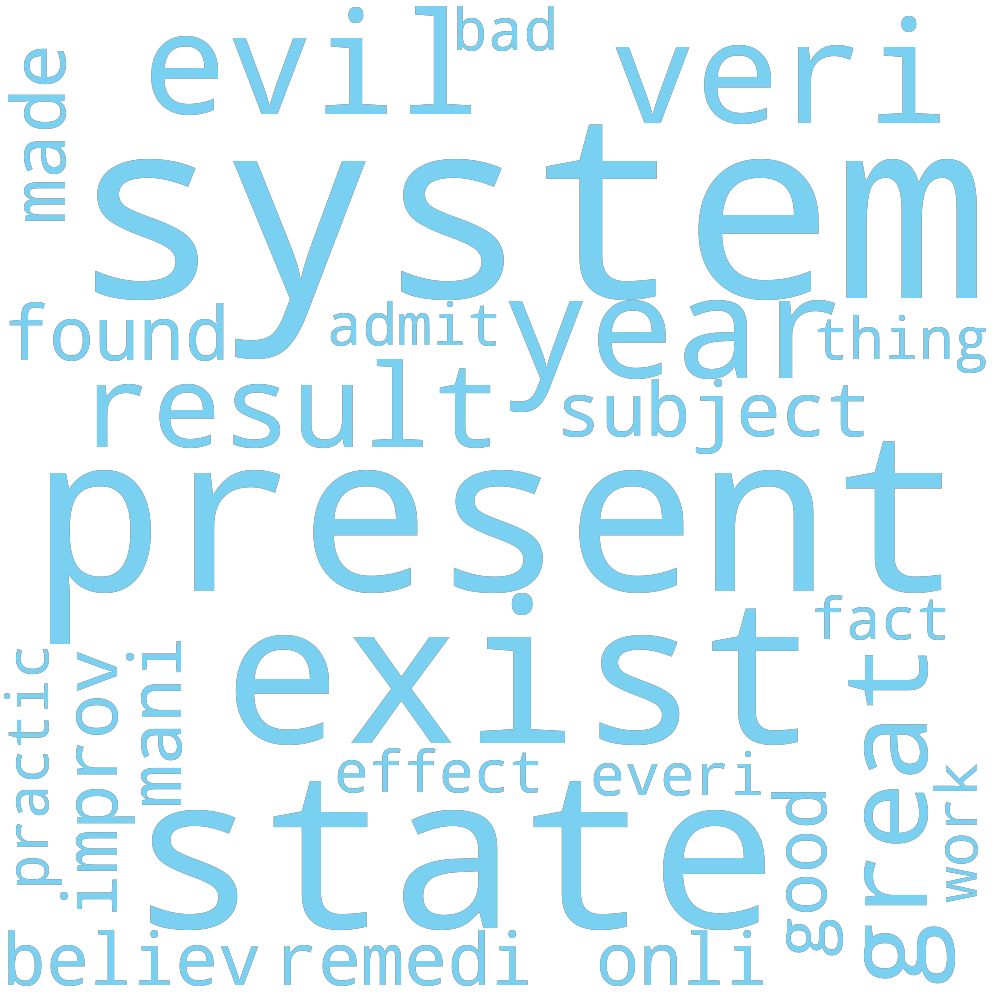 bad
evil
veri
made
system
found
admit
year
thing
result
subject
present
exist
fact
practic
improv
mani
great
effect
everi
work
state
good
believ
remedi
onli